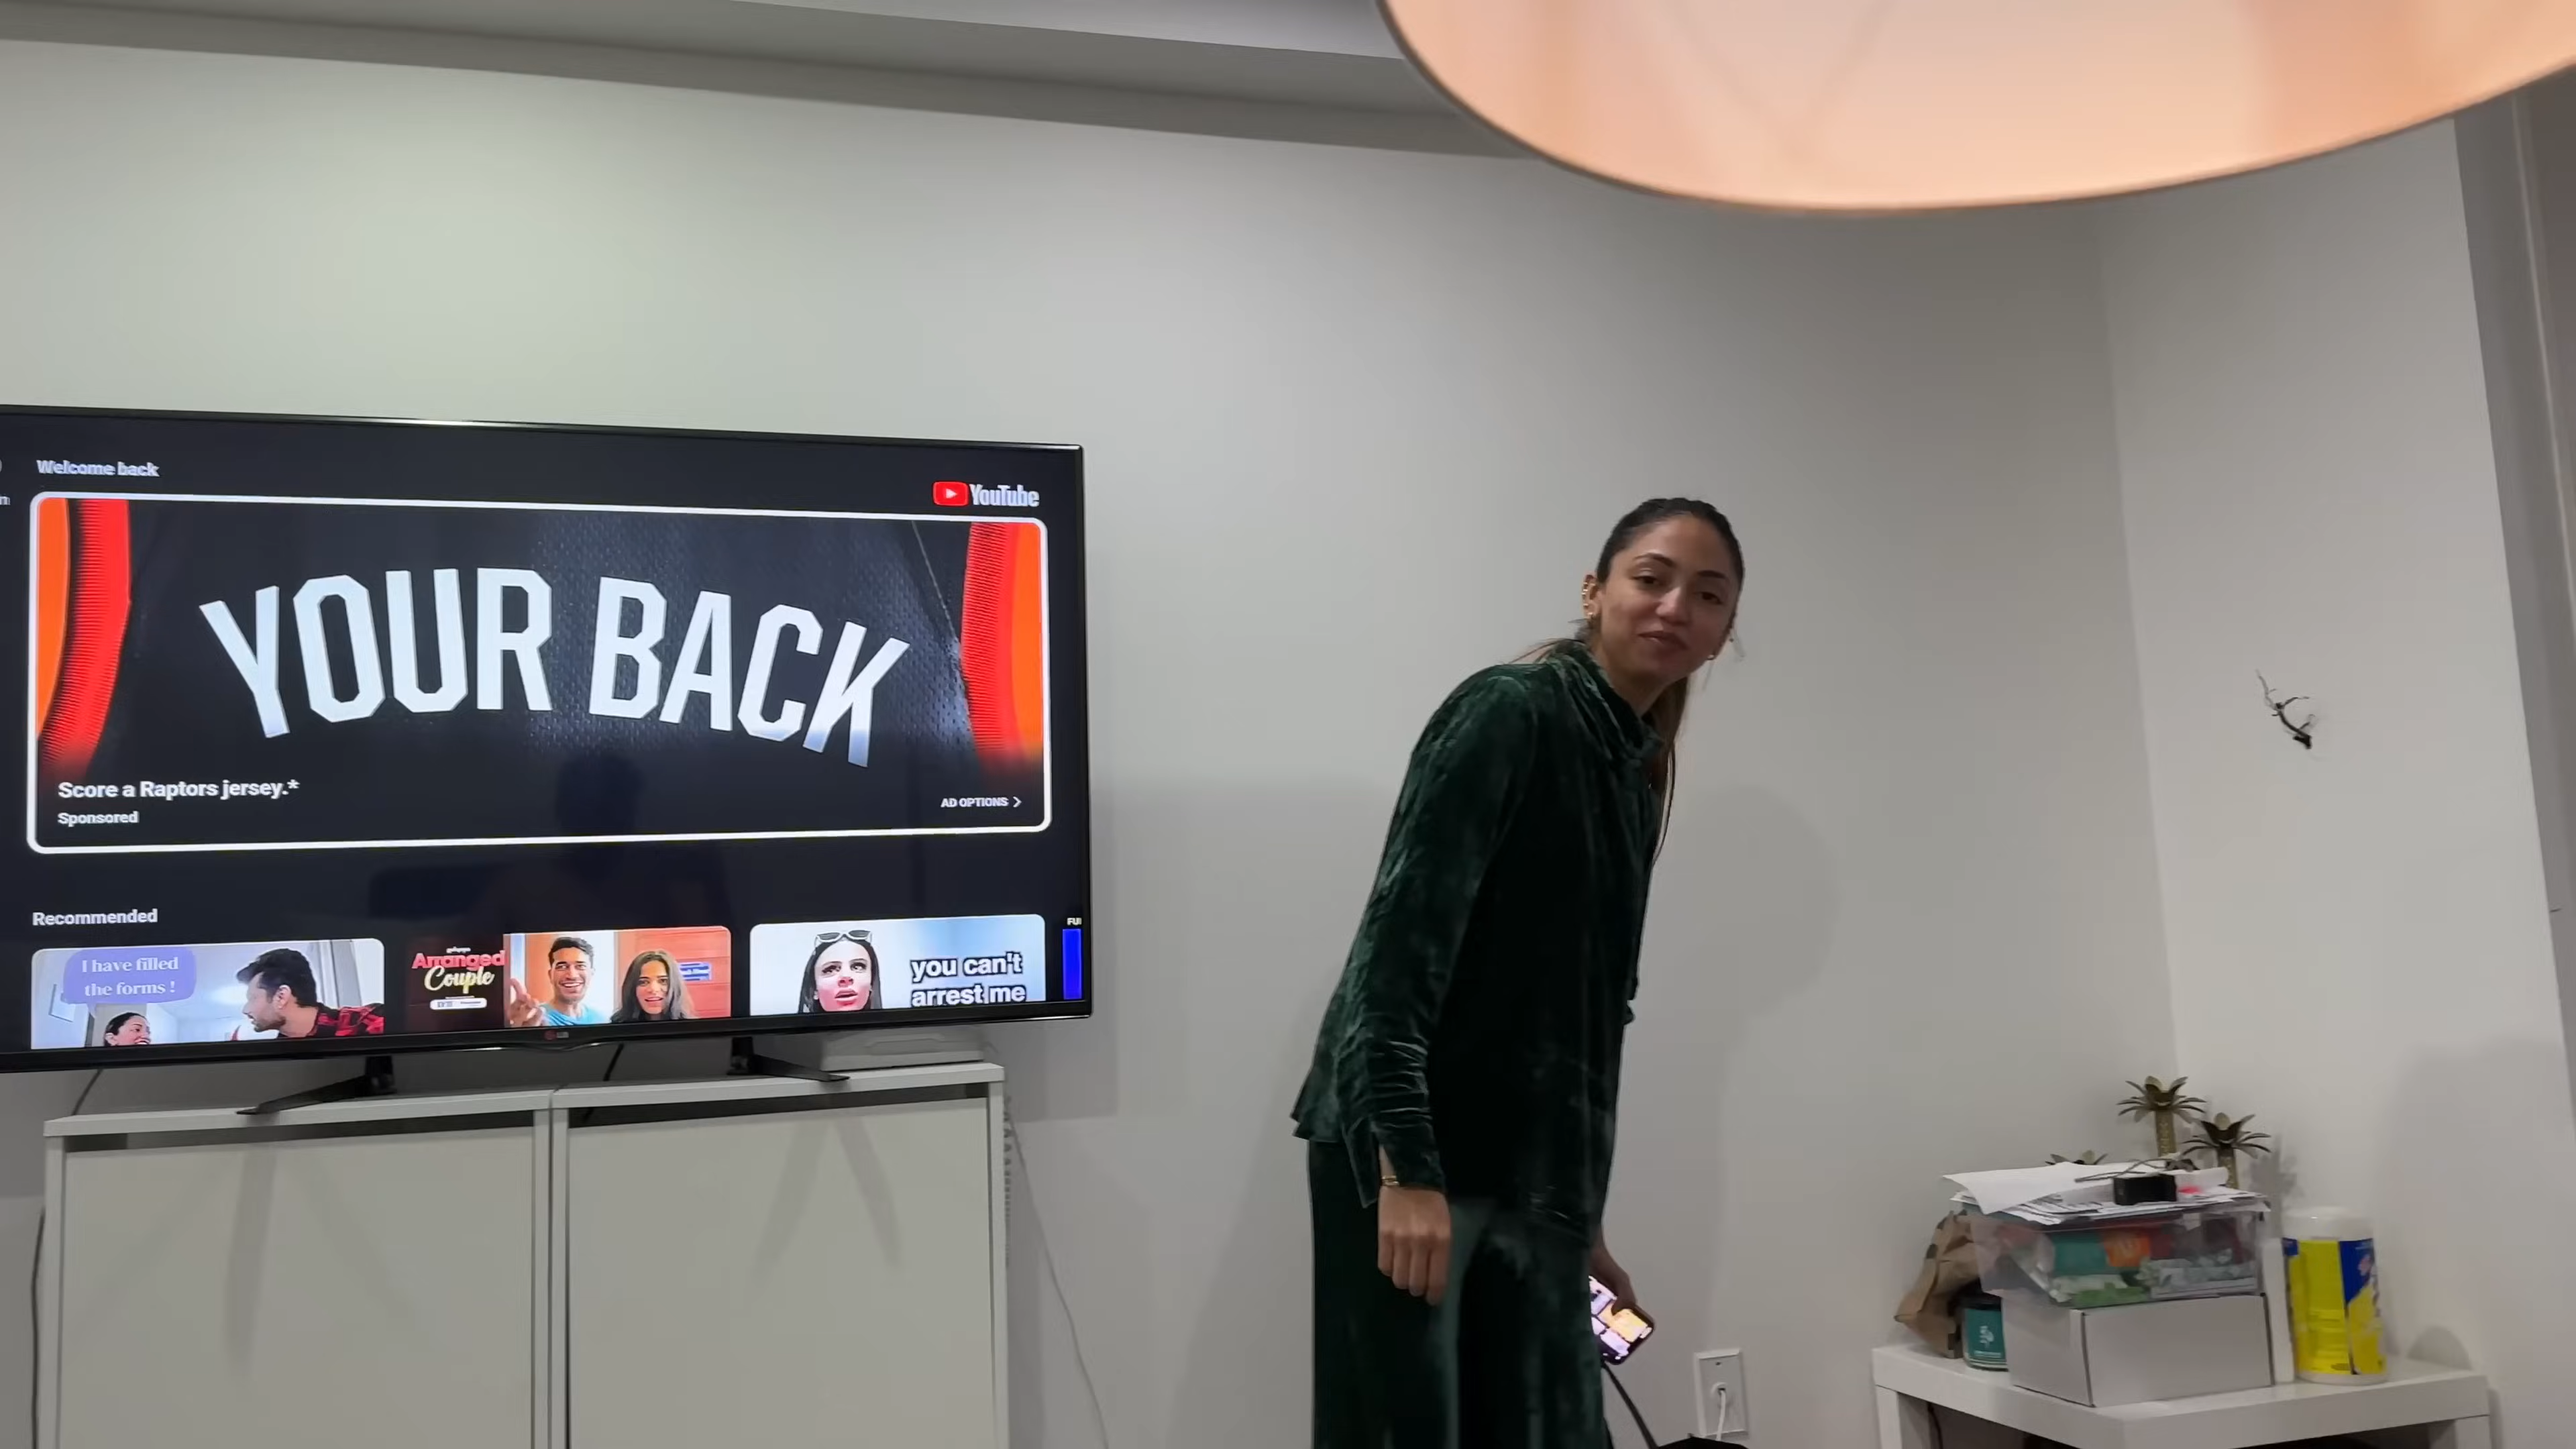 Welcome back
YouTube
YOUR BACK
Score a Raptors jersey.*
Sponsored
AD OPTIONS
Recommended
I have filled
the forms !
Arranged
Couple
you can't
arrest me
LG